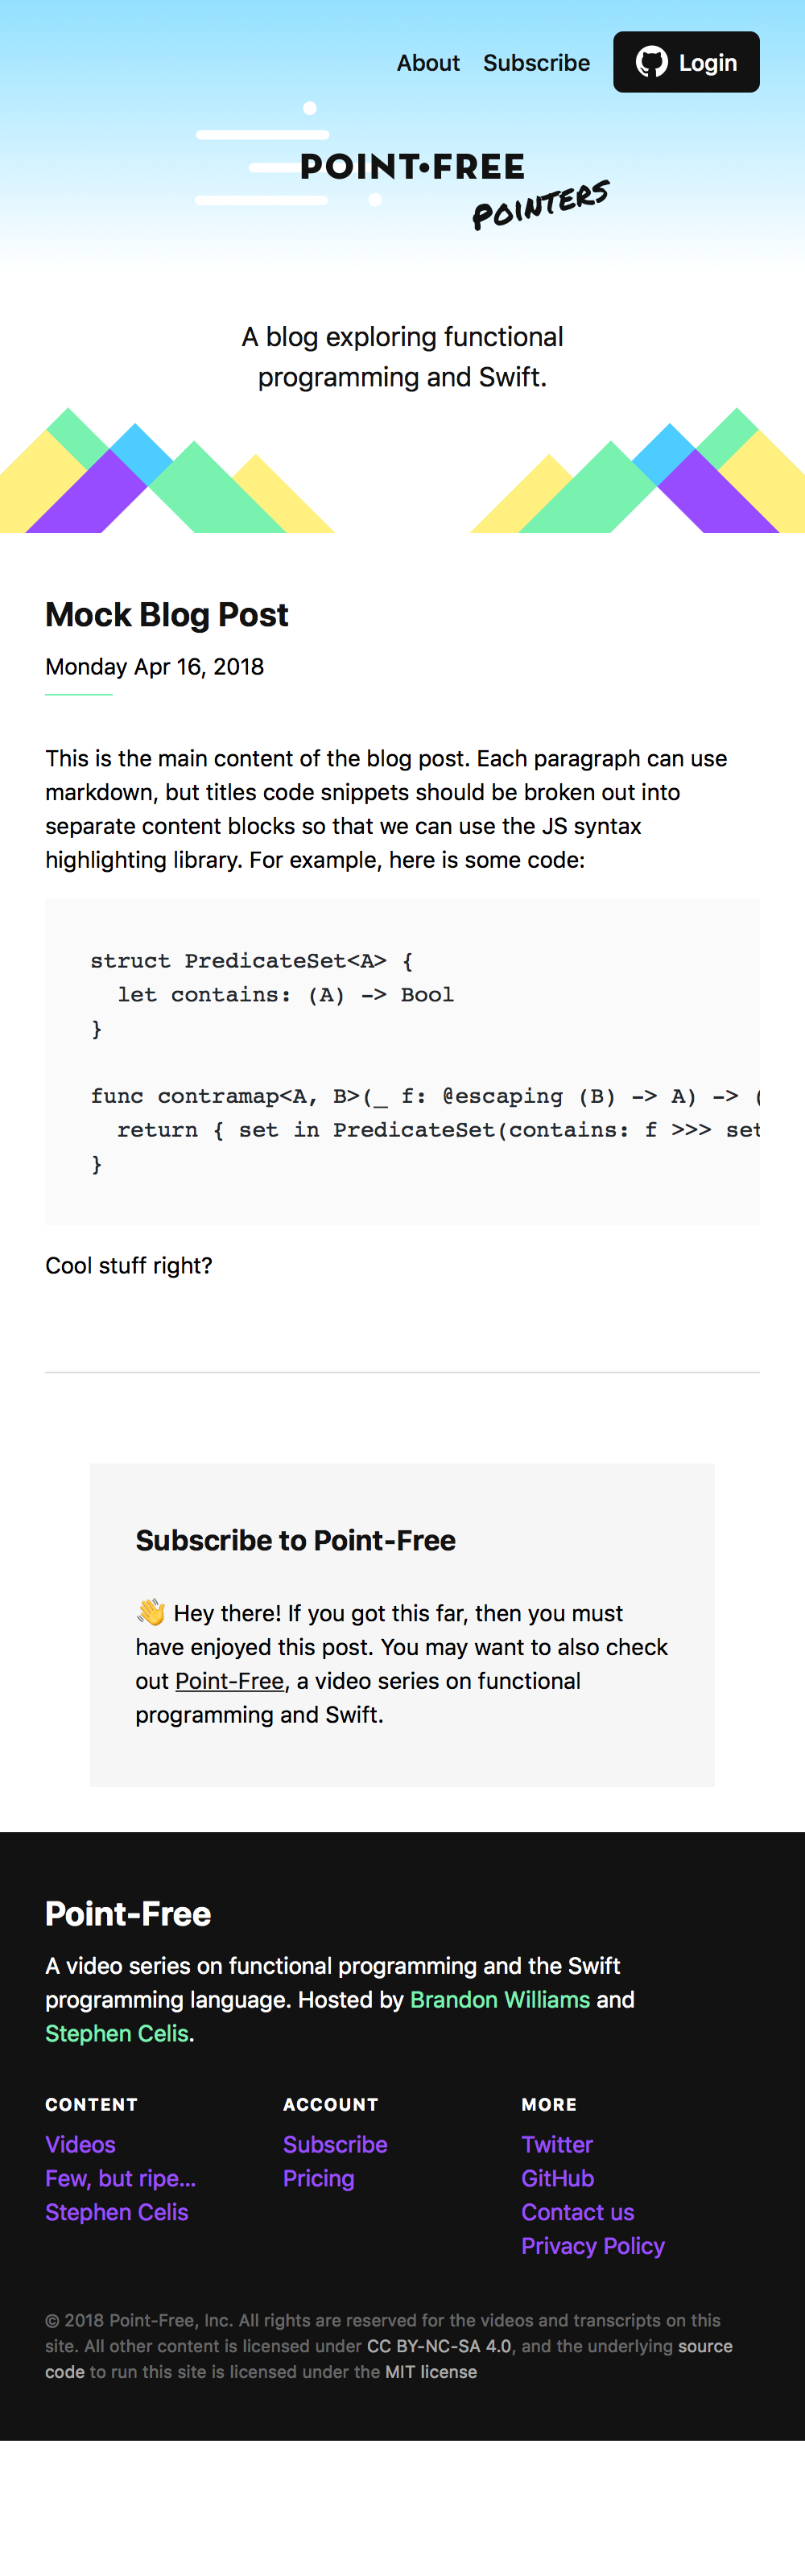 About Subscribe Login
POINT•FREE
POINTERS
A blog exploring functional
programming and Swift.
Mock Blog Post
Monday Apr 16, 2018
This is the main content of the blog post. Each paragraph can use
markdown, but titles code snippets should be broken out into
separate content blocks so that we can use the JS syntax
highlighting library. For example, here is some code:
struct PredicateSet<A> {
  let contains: (A) -> Bool
}
func contramap<A, B>(_ f: @escaping (B) -> A) -> (
  return { set in PredicateSet(contains: f >>> set
}
Cool stuff right?
Subscribe to Point-Free
👋 Hey there! If you got this far, then you must
have enjoyed this post. You may want to also check
out Point-Free, a video series on functional
programming and Swift.
Point-Free
A video series on functional programming and the Swift
programming language. Hosted by Brandon Williams and
Stephen Celis.
CONTENT
Videos
Few, but ripe...
Stephen Celis
ACCOUNT
Subscribe
Pricing
MORE
Twitter
GitHub
Contact us
Privacy Policy
© 2018 Point-Free, Inc. All rights are reserved for the videos and transcripts on this
site. All other content is licensed under CC BY-NC-SA 4.0, and the underlying source
code to run this site is licensed under the MIT license